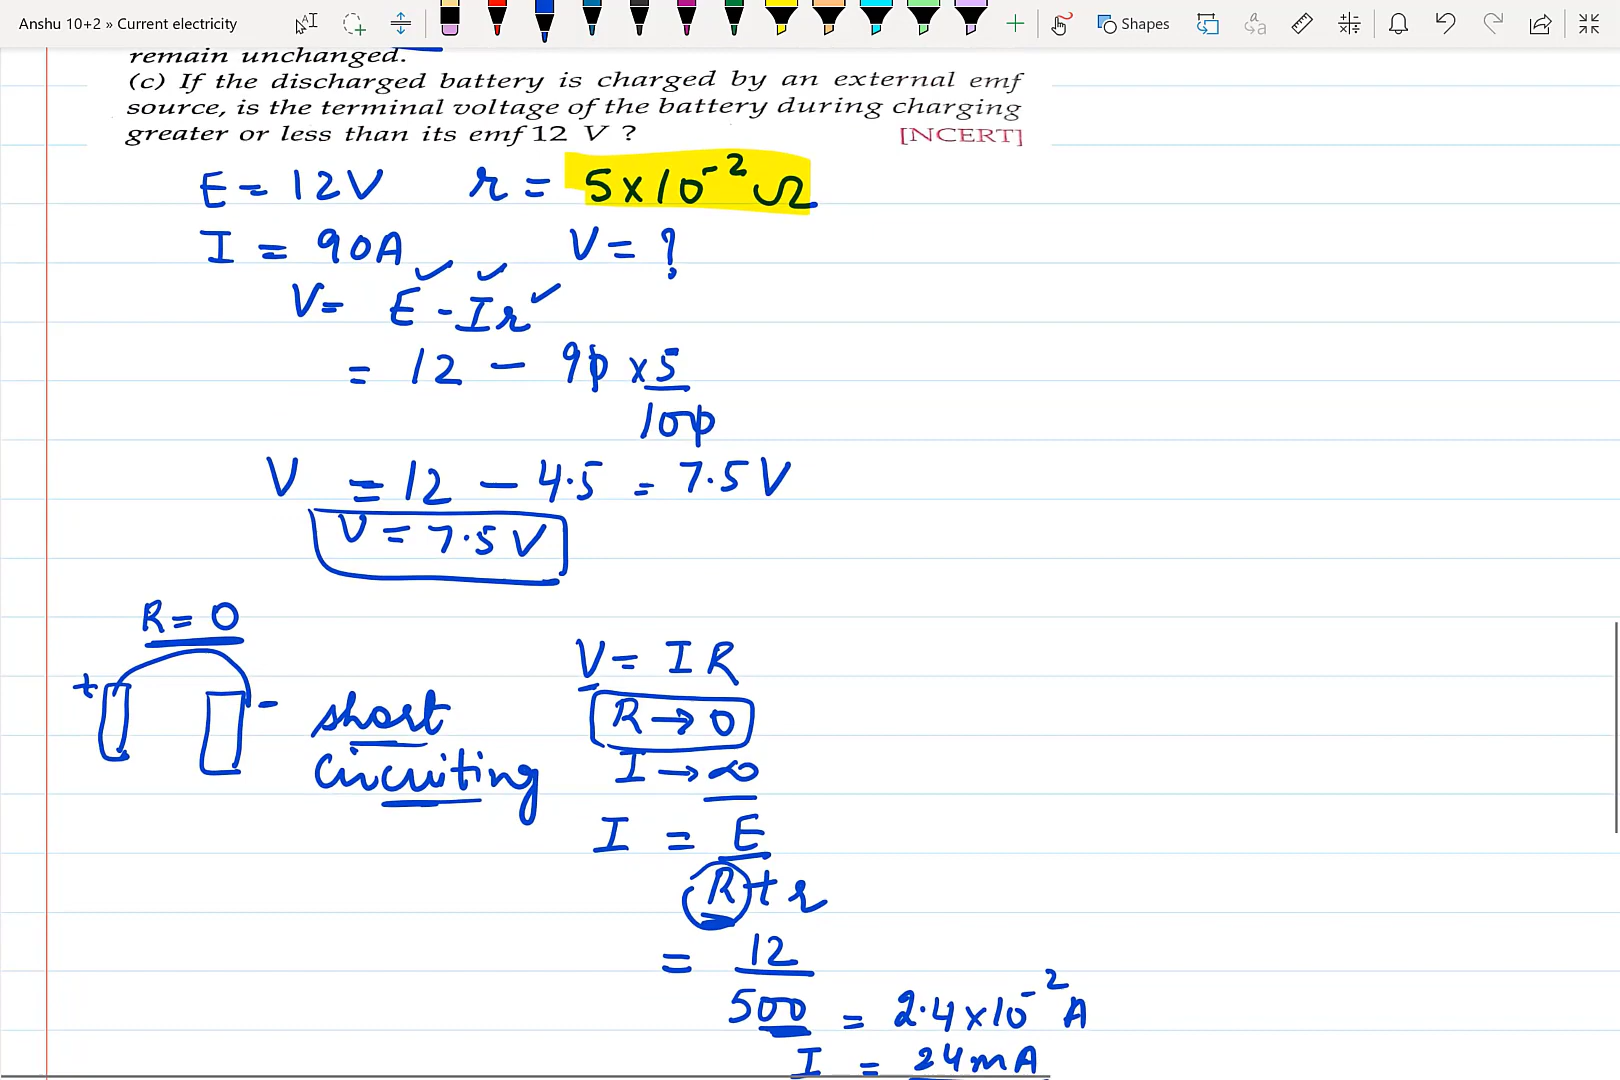 Anshu 10+2 » Current electricity
Shapes
remain unchanged.
(c) If the discharged battery is charged by an external emf
source, is the terminal voltage of the battery during charging
greater or less than its emf 12 V ?
[NCERT]
E = 12V r = 5×10⁻² Ω
I = 90A V = ?
V = E - Ir
= 12 - 90 × 5
100
V = 12 - 4.5 = 7.5 V
V = 7.5 V
R = 0
+ -
short
circuiting
V = IR
R → 0
I → ∞
I = E
R + r
= 12
500 = 2.4×10⁻² A
I = 24 mA